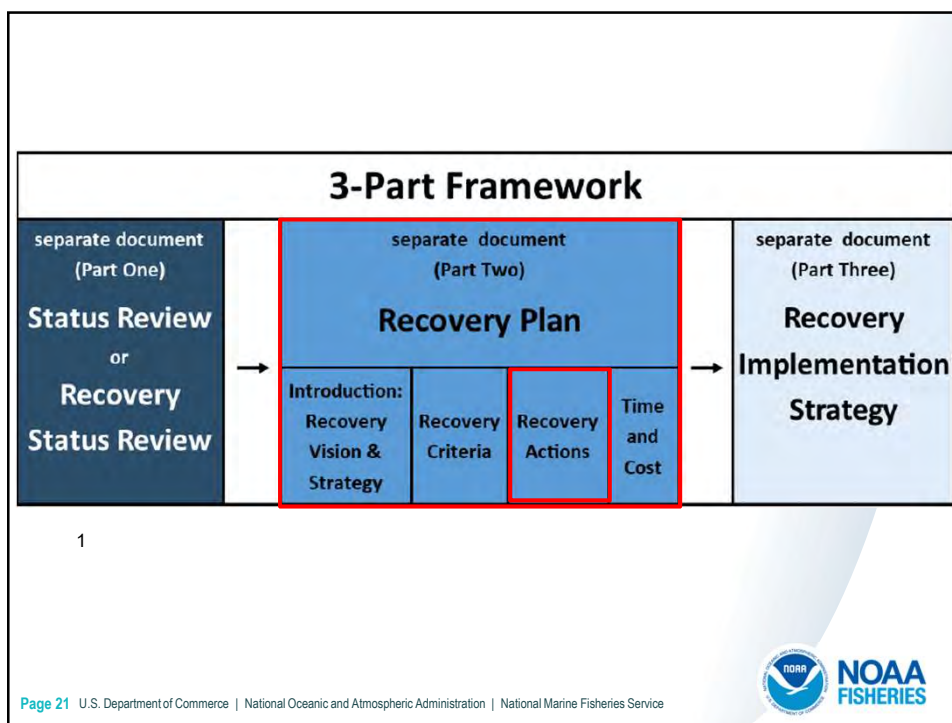 3-Part Framework
separate document
(Part One)
Status Review
or
Recovery
Status Review
separate document
(Part Two)
Recovery Plan
Introduction:
Recovery
Vision &
Strategy
Recovery
Criteria
Recovery
Actions
Time
and
Cost
separate document
(Part Three)
Recovery
Implementation
Strategy
1
Page 21 U.S. Department of Commerce | National Oceanic and Atmospheric Administration | National Marine Fisheries Service
NOAA
NOAA
FISHERIES